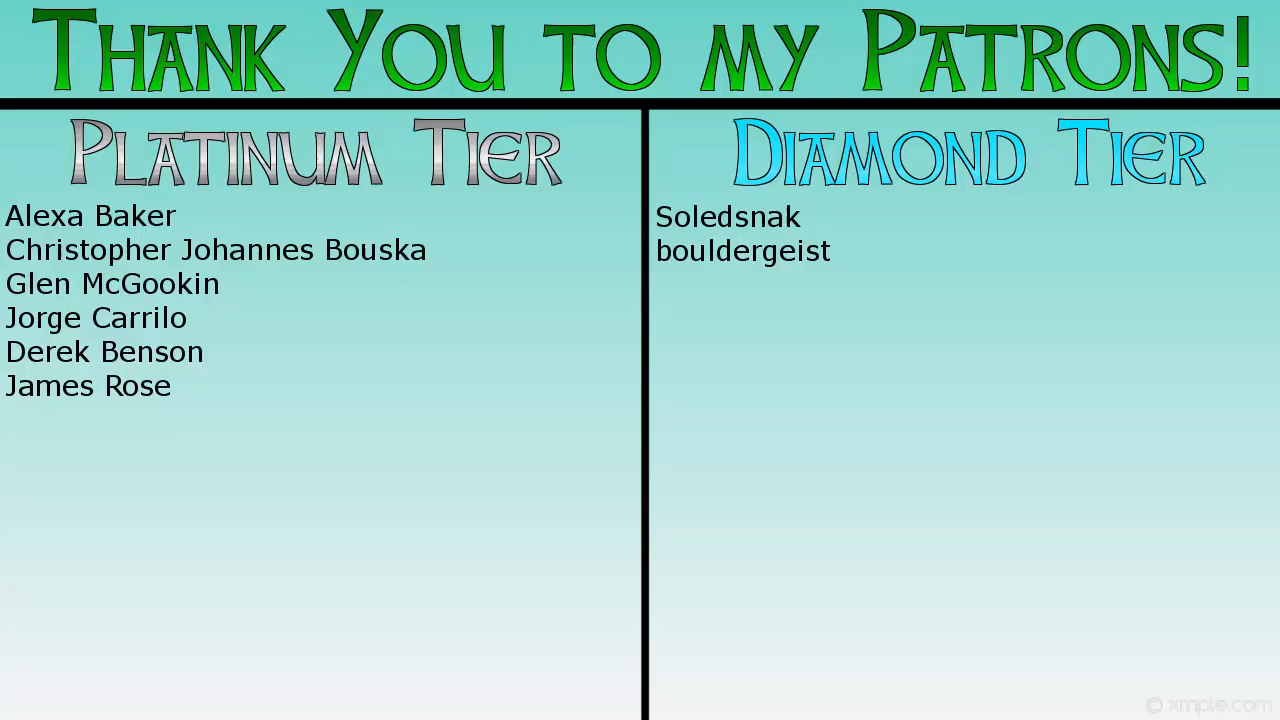 Thank You to my Patrons!
Platinum Tier
Alexa Baker
Christopher Johannes Bouska
Glen McGookin
Jorge Carrilo
Derek Benson
James Rose
Diamond Tier
Soledsnak
bouldergeist
© xmple.com